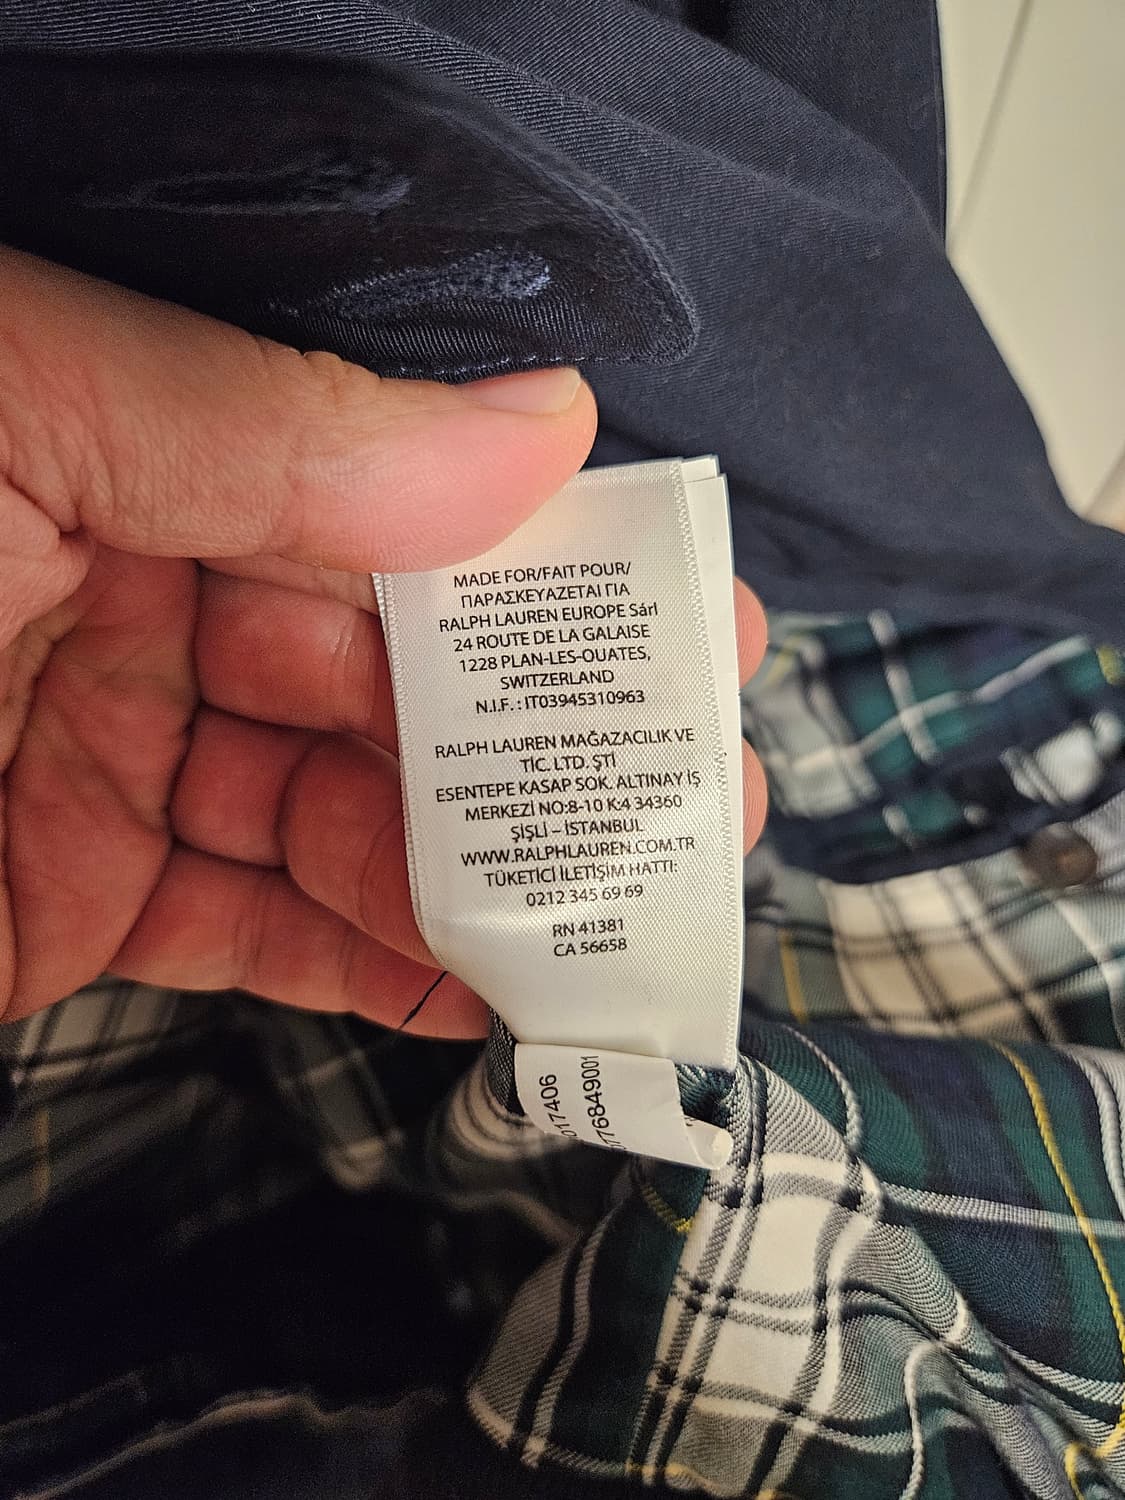 MADE FOR/FAIT POUR/
ΠΑΡΑΣΚΕΥΑΖΕΤΑΙ ΓΙΑ
RALPH LAUREN EUROPE Sárl
24 ROUTE DE LA GALAISE
1228 PLAN-LES-OUATES,
SWITZERLAND
N.I.F. : IT03945310963
RALPH LAUREN MAĞAZACILIK VE
TİC. LTD. ŞTİ
ESENTEPE KASAP SOK. ALTINAY İŞ
MERKEZİ NO:8-10 K:4 34360
ŞİŞLİ – İSTANBUL
WWW.RALPHLAUREN.COM.TR
TÜKETİCİ İLETİŞİM HATTI:
0212 345 69 69
RN 41381
CA 56658
017406
776849001